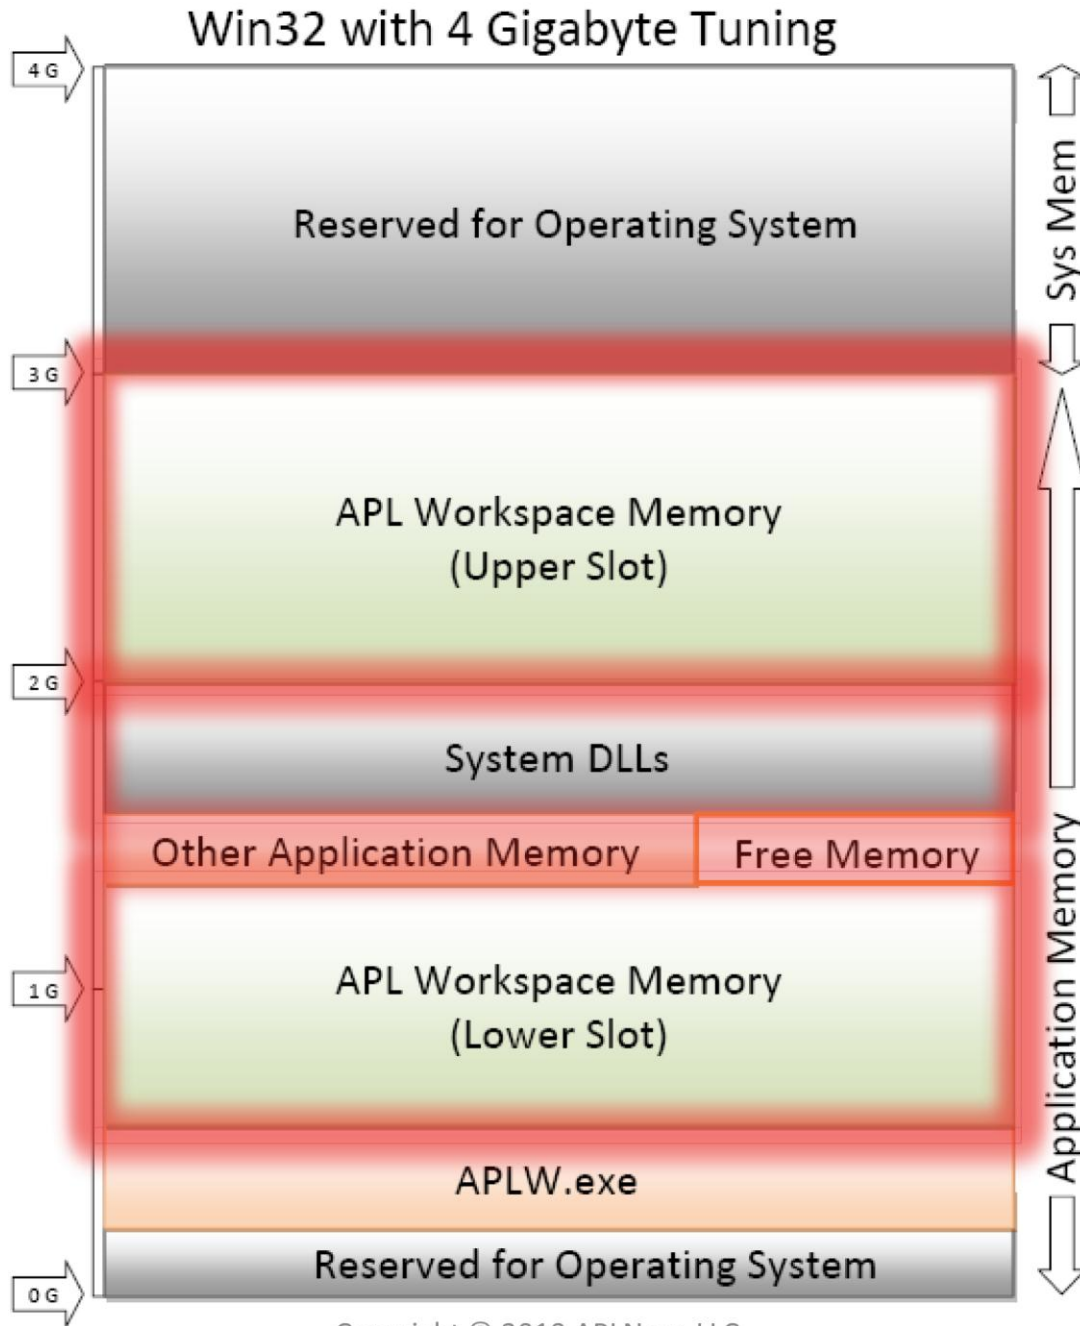 Win32 with 4 Gigabyte Tuning
4 G
Reserved for Operating System
Sys Mem
3 G
APL Workspace Memory
(Upper Slot)
2 G
System DLLs
Other Application Memory
Free Memory
Application Memory
1 G
APL Workspace Memory
(Lower Slot)
APLW.exe
Reserved for Operating System
0 G